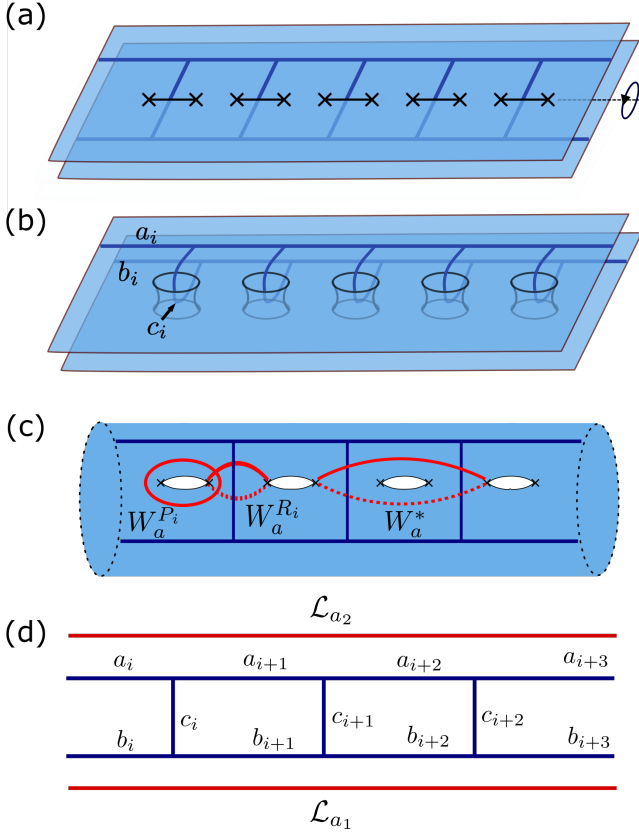 (a)
(b)
a_i
b_i
c_i
(c)
W_a^{P_i} W_a^{R_i} W_a^*
(d)
\mathcal{L}_{a_2}
a_i a_{i+1} a_{i+2} a_{i+3}
c_i c_{i+1} c_{i+2}
b_i b_{i+1} b_{i+2} b_{i+3}
\mathcal{L}_{a_1}